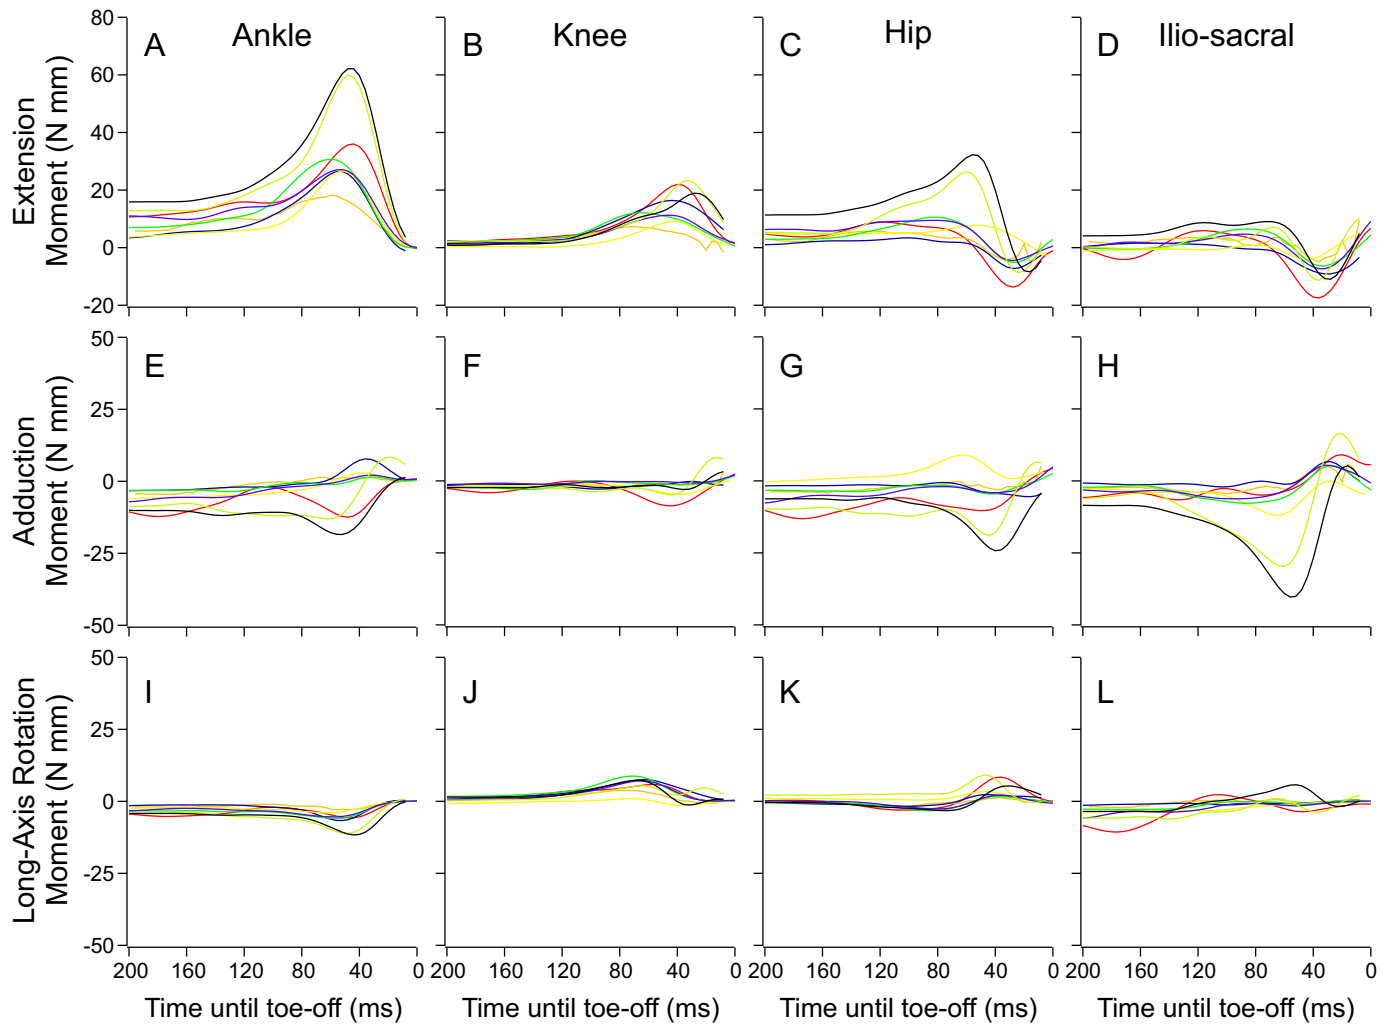 A Ankle B Knee C Hip D Ilio-sacral
Extension
Moment (N mm)
80
60
40
20
0
-20
E F G H
Adduction
Moment (N mm)
50
25
0
-25
-50
I J K L
Long-Axis Rotation
Moment (N mm)
50
25
0
-25
-50
200 160 120 80 40 0 160 120 80 40 0 160 120 80 40 0 160 120 80 40 0
Time until toe-off (ms) Time until toe-off (ms) Time until toe-off (ms) Time until toe-off (ms)